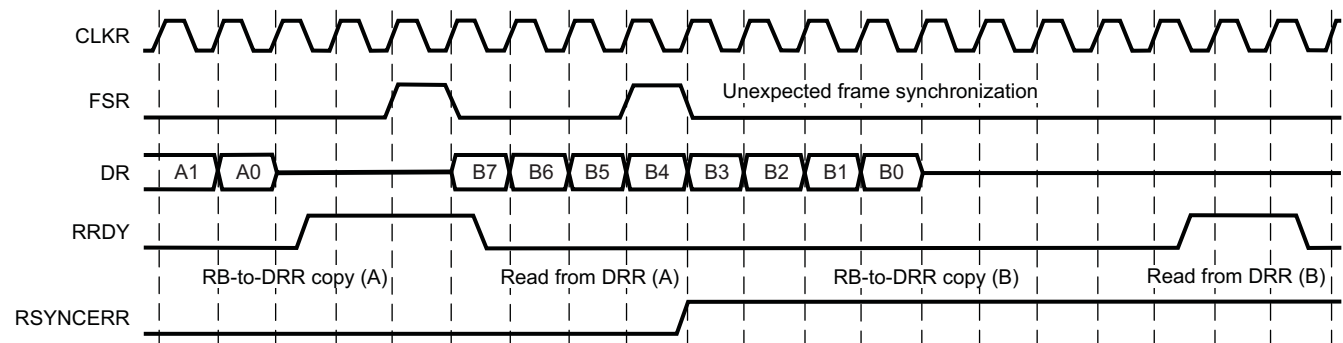 CLKR
FSR Unexpected frame synchronization
DR A1 A0 B7 B6 B5 B4 B3 B2 B1 B0
RRDY
RB-to-DRR copy (A) Read from DRR (A) RB-to-DRR copy (B) Read from DRR (B)
RSYNCERR